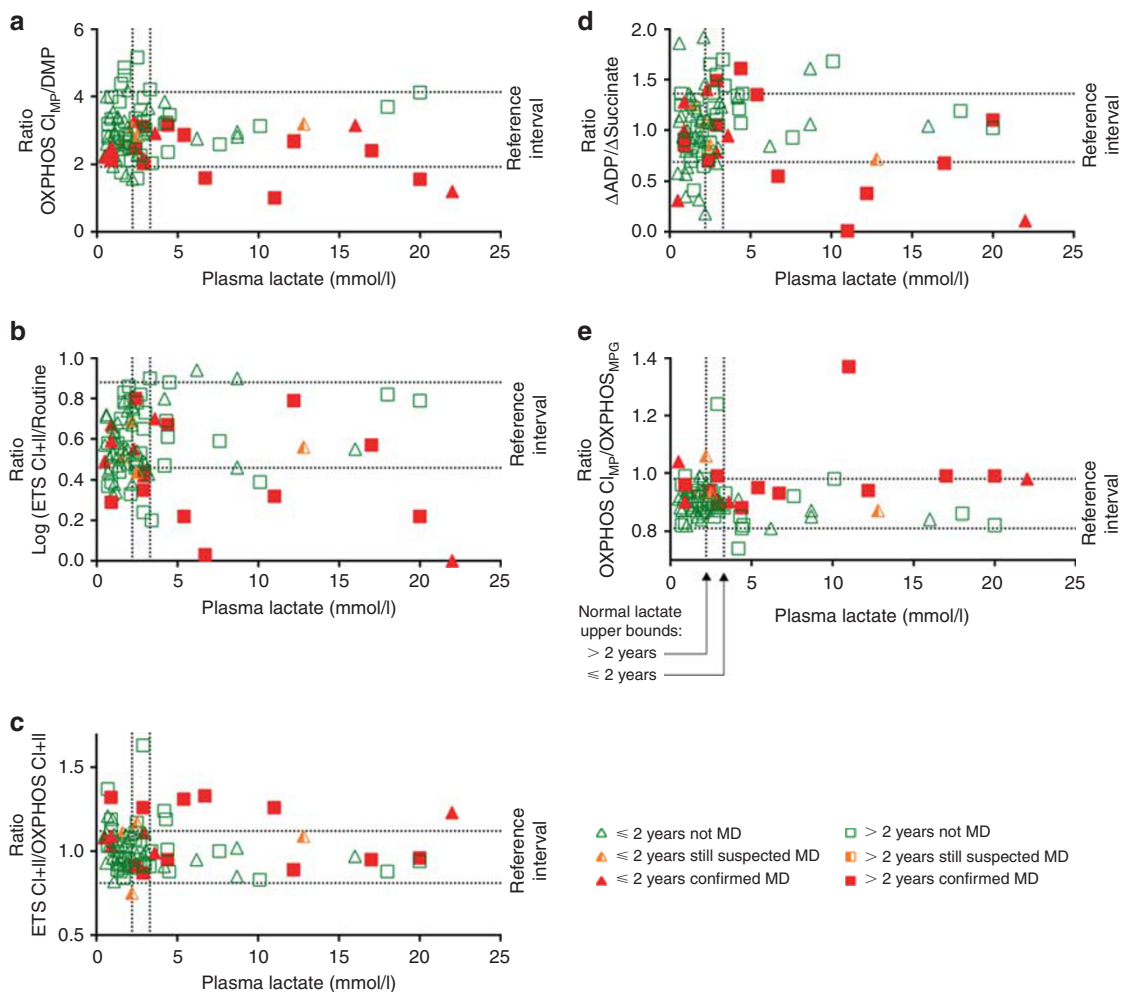 a
Ratio
OXPHOS CI_MP/DMP
6
4
2
0
0 5 10 15 20 25
Plasma lactate (mmol/l)
Reference
interval
b
Ratio
Log (ETS CI+II/Routine
1.0
0.8
0.6
0.4
0.2
0.0
0 5 10 15 20 25
Plasma lactate (mmol/l)
Reference
interval
c
Ratio
ETS CI+II/OXPHOS CI+II
1.5
1.0
0.5
0 5 10 15 20 25
Plasma lactate (mmol/l)
Reference
interval
d
Ratio
ΔADP/ΔSuccinate
2.0
1.5
1.0
0.5
0.0
0 5 10 15 20 25
Plasma lactate (mmol/l)
Reference
interval
e
Ratio
OXPHOS CI_MP/OXPHOS_MPG
1.4
1.2
1.0
0.8
0 5 10 15 20 25
Plasma lactate (mmol/l)
Reference
interval
Normal lactate
upper bounds:
> 2 years
⩽ 2 years
⩽ 2 years not MD
⩽ 2 years still suspected MD
⩽ 2 years confirmed MD
> 2 years not MD
> 2 years still suspected MD
> 2 years confirmed MD